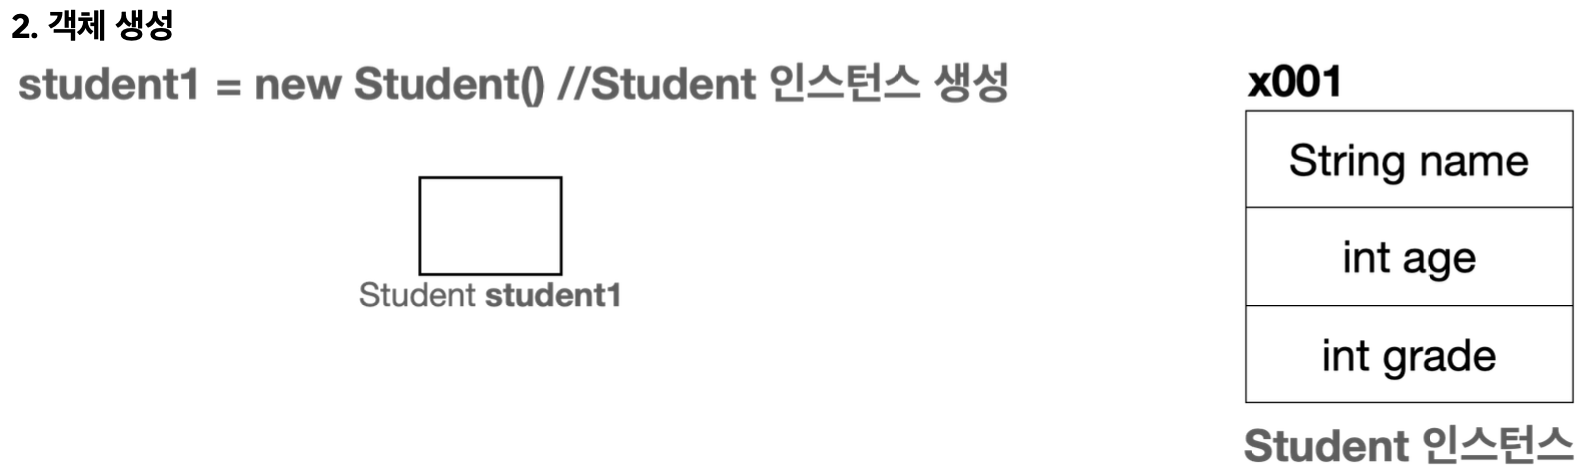 2. 객체 생성
student1 = new Student() //Student 인스턴스 생성
Student student1
x001
String name
int age
int grade
Student 인스턴스